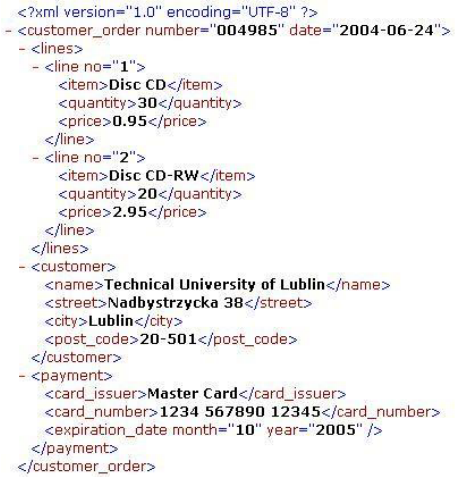 <?xml version="1.0" encoding="UTF-8" ?>
- <customer_order number="004985" date="2004-06-24">
- <lines>
- <line no="1">
<item>Disc CD</item>
<quantity>30</quantity>
<price>0.95</price>
</line>
- <line no="2">
<item>Disc CD-RW</item>
<quantity>20</quantity>
<price>2.95</price>
</line>
</lines>
- <customer>
<name>Technical University of Lublin</name>
<street>Nadbystrzycka 38</street>
<city>Lublin</city>
<post_code>20-501</post_code>
</customer>
- <payment>
<card_issuer>Master Card</card_issuer>
<card_number>1234 567890 12345</card_number>
<expiration_date month="10" year="2005" />
</payment>
</customer_order>